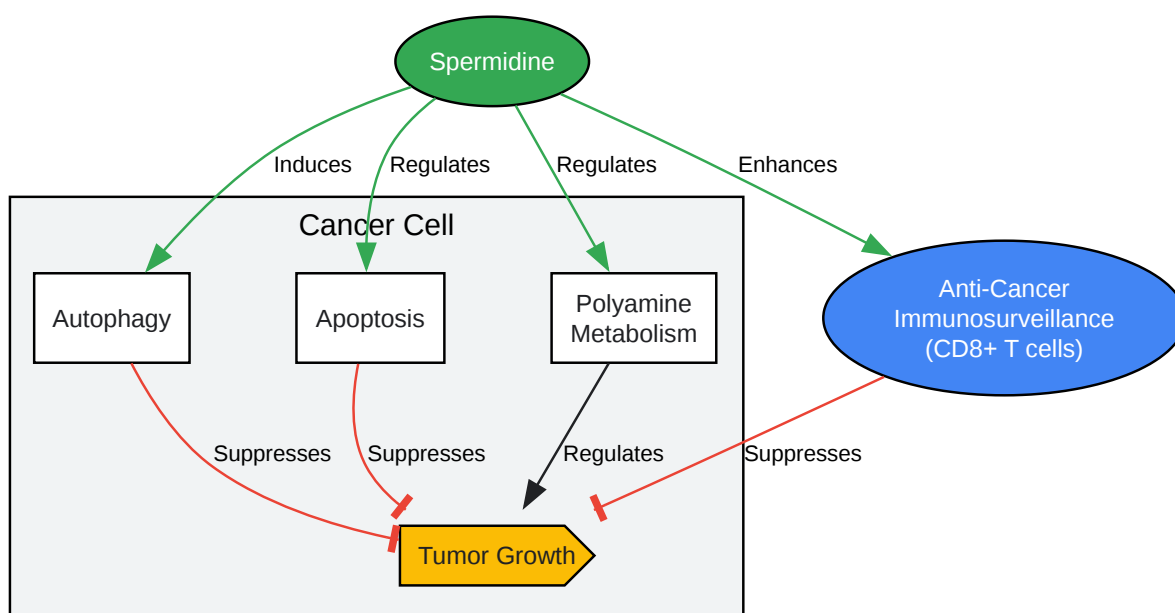 Spermidine
Induces
Regulates
Regulates
Enhances
Cancer Cell
Autophagy
Apoptosis
Polyamine
Metabolism
Anti-Cancer
Immunosurveillance
(CD8+ T cells)
Suppresses
Suppresses
Regulates
Suppresses
Tumor Growth